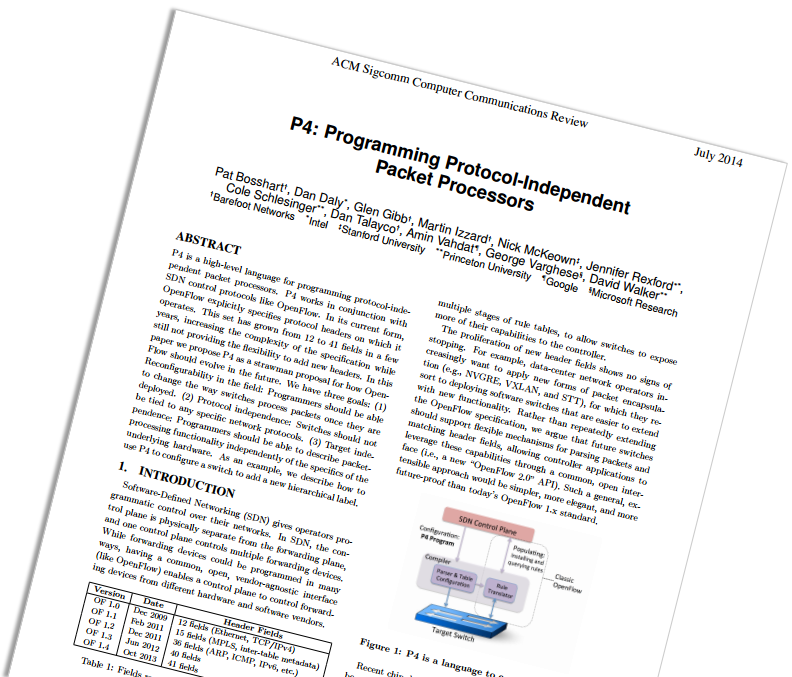 ACM Sigcomm Computer Communications Review
July 2014
P4: Programming Protocol-Independent
Packet Processors
Pat Bosshart†, Dan Daly*, Glen Gibb†, Martin Izzard†, Nick McKeown‡, Jennifer Rexford**,
Cole Schlesinger**, Dan Talayco†, Amin Vahdat¶, George Varghese§, David Walker**
†Barefoot Networks *Intel ‡Stanford University **Princeton University ¶Google §Microsoft Research
ABSTRACT
P4 is a high-level language for programming protocol-inde-
pendent packet processors. P4 works in conjunction with
SDN control protocols like OpenFlow. In its current form,
OpenFlow explicitly specifies protocol headers on which it
operates. This set has grown from 12 to 41 fields in a few
years, increasing the complexity of the specification while
still not providing the flexibility to add new headers. In this
paper we propose P4 as a strawman proposal for how Open-
Flow should evolve in the future. We have three goals: (1)
Reconfigurability in the field: Programmers should be able
to change the way switches process packets once they are
deployed. (2) Protocol independence: Switches should not
be tied to any specific network protocols. (3) Target inde-
pendence: Programmers should be able to describe packet-
processing functionality independently of the specifics of the
underlying hardware. As an example, we describe how to
use P4 to configure a switch to add a new hierarchical label.
1. INTRODUCTION
Software-Defined Networking (SDN) gives operators pro-
grammatic control over their networks. In SDN, the con-
trol plane is physically separate from the forwarding plane,
and one control plane controls multiple forwarding devices.
While forwarding devices could be programmed in many
ways, having a common, open, vendor-agnostic interface
(like OpenFlow) enables a control plane to control forward-
ing devices from different hardware and software vendors.
Version Date Header Fields
OF 1.0 Dec 2009 12 fields (Ethernet, TCP/IPv4)
OF 1.1 Feb 2011 15 fields (MPLS, inter-table metadata)
OF 1.2 Dec 2011 36 fields (ARP, ICMP, IPv6, etc.)
OF 1.3 Jun 2012 40 fields
OF 1.4 Oct 2013 41 fields
Table 1: Fields
multiple stages of rule tables, to allow switches to expose
more of their capabilities to the controller.
The proliferation of new header fields shows no signs of
stopping. For example, data-center network operators in-
creasingly want to apply new forms of packet encapsula-
tion (e.g., NVGRE, VXLAN, and STT), for which they re-
sort to deploying software switches that are easier to extend
with new functionality. Rather than repeatedly extending
the OpenFlow specification, we argue that future switches
should support flexible mechanisms for parsing packets and
matching header fields, allowing controller applications to
leverage these capabilities through a common, open inter-
face (i.e., a new "OpenFlow 2.0" API). Such a general, ex-
tensible approach would be simpler, more elegant, and more
future-proof than today's OpenFlow 1.x standard.
SDN Control Plane
Configuration:
P4 Program
Populating:
Installing and
querying rules
Compiler
Parser & Table
Configuration
Rule
Translator
Classic
OpenFlow
Target Switch
Figure 1: P4 is a language to
Recent